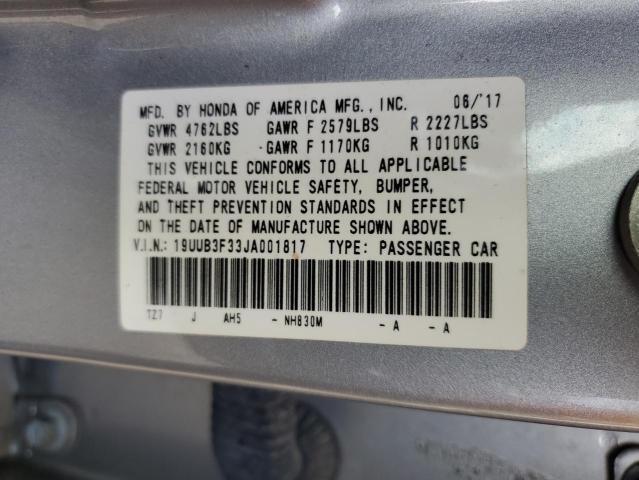 MFD. BY HONDA OF AMERICA MFG., INC. 06/'17
GVWR 4762LBS GAWR F 2579LBS R 2227LBS
GVWR 2160KG GAWR F 1170KG R 1010KG
THIS VEHICLE CONFORMS TO ALL APPLICABLE
FEDERAL MOTOR VEHICLE SAFETY, BUMPER,
AND THEFT PREVENTION STANDARDS IN EFFECT
ON THE DATE OF MANUFACTURE SHOWN ABOVE.
V.I.N.: 19UUB3F33JA001817 TYPE: PASSENGER CAR
TZ7 J AH5 - NH830M - A - A